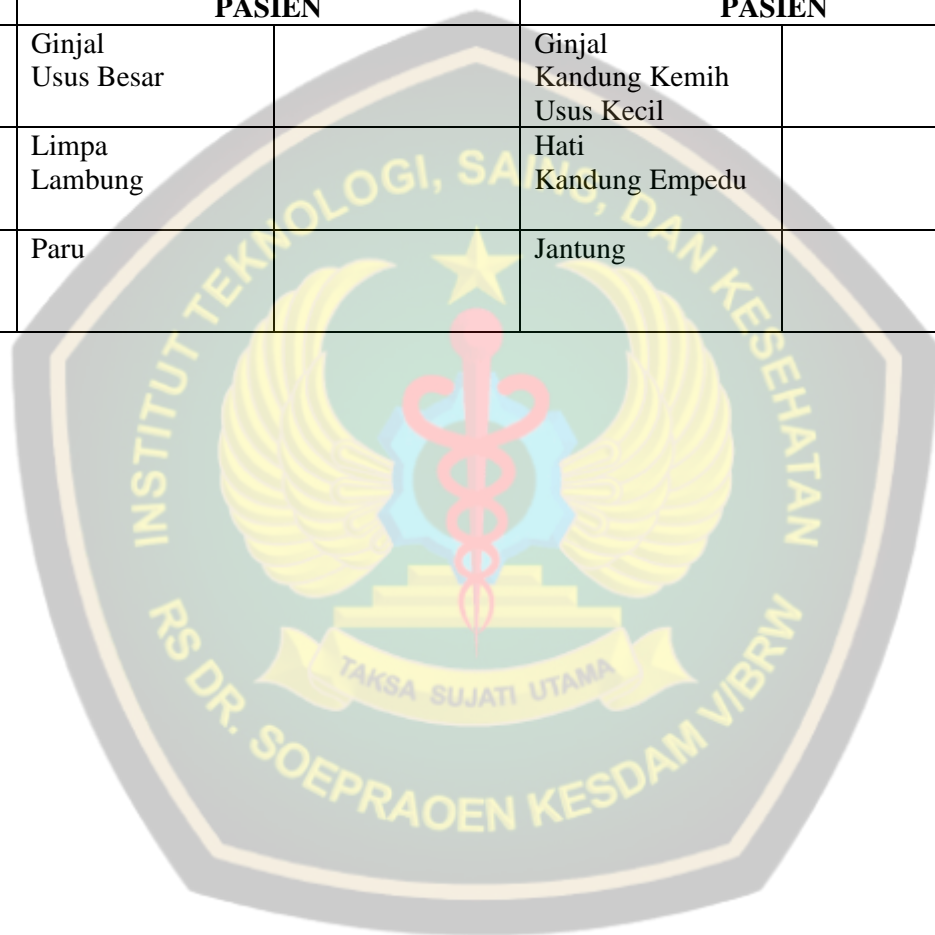 PASIEN PASIEN
Ginjal
Usus Besar
Ginjal
Kandung Kemih
Usus Kecil
Limpa
Lambung
Hati
Kandung Empedu
Paru
Jantung
INSTITUT TEKNOLOGI, SAINS, DAN KESEHATAN
TAKSA SUJATI UTAMA
RS DR. SOEPRAOEN KESDAM V/BRW